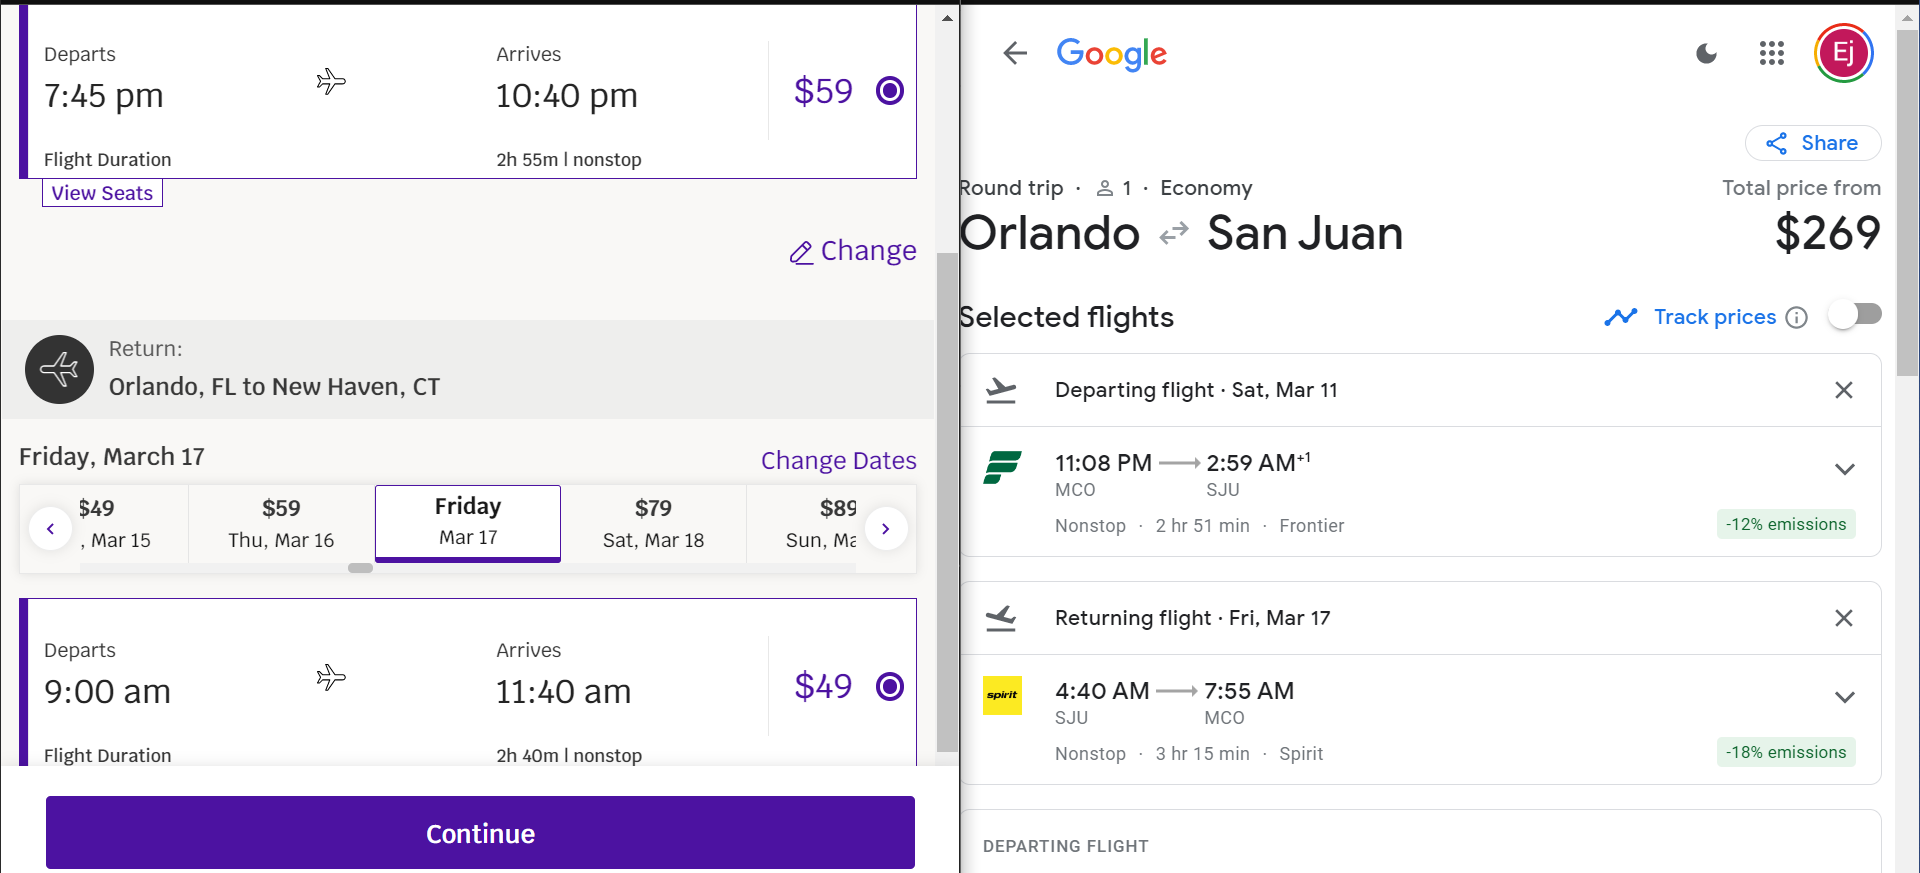 Departs
Arrives
7:45 pm
10:40 pm
$59
Flight Duration
2h 55m | nonstop
View Seats
Change
Return:
Orlando, FL to New Haven, CT
Friday, March 17
Change Dates
$49
, Mar 15
$59
Thu, Mar 16
Friday
Mar 17
$79
Sat, Mar 18
$89
Sun, Ma
Departs
Arrives
9:00 am
11:40 am
$49
Flight Duration
2h 40m | nonstop
Continue
Google
Ej
Share
Round trip · 1 · Economy
Total price from
Orlando San Juan
$269
Selected flights
Track prices
Departing flight · Sat, Mar 11
11:08 PM 2:59 AM+1
MCO SJU
Nonstop · 2 hr 51 min · Frontier
-12% emissions
Returning flight · Fri, Mar 17
spirit
4:40 AM 7:55 AM
SJU MCO
Nonstop · 3 hr 15 min · Spirit
-18% emissions
DEPARTING FLIGHT